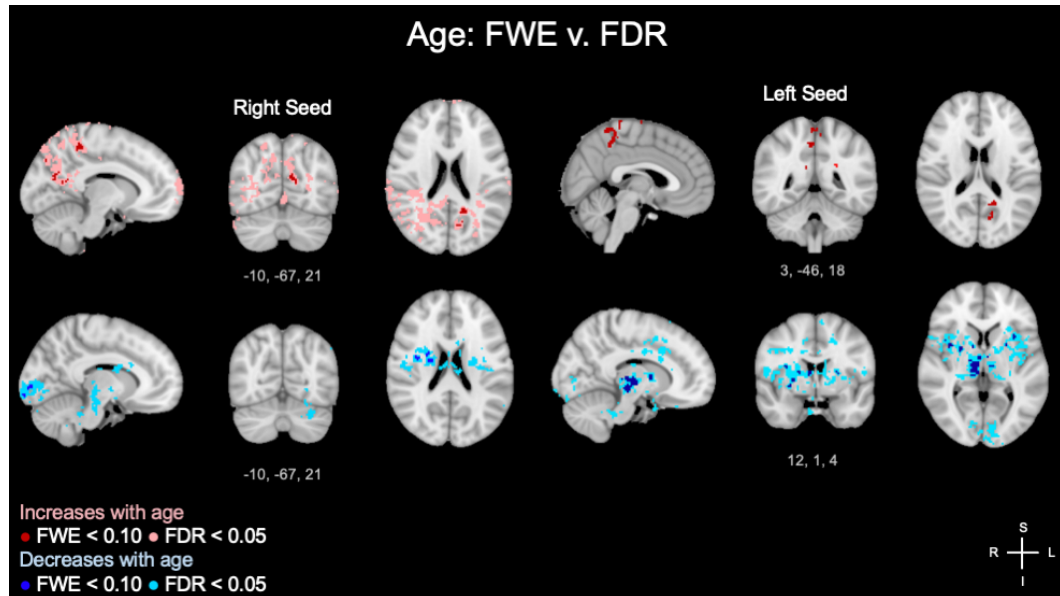 Age: FWE v. FDR
Right Seed
Left Seed
-10, -67, 21
3, -46, 18
-10, -67, 21
12, 1, 4
Increases with age
● FWE < 0.10 ● FDR < 0.05
Decreases with age
● FWE < 0.10 ● FDR < 0.05
S
R L
I